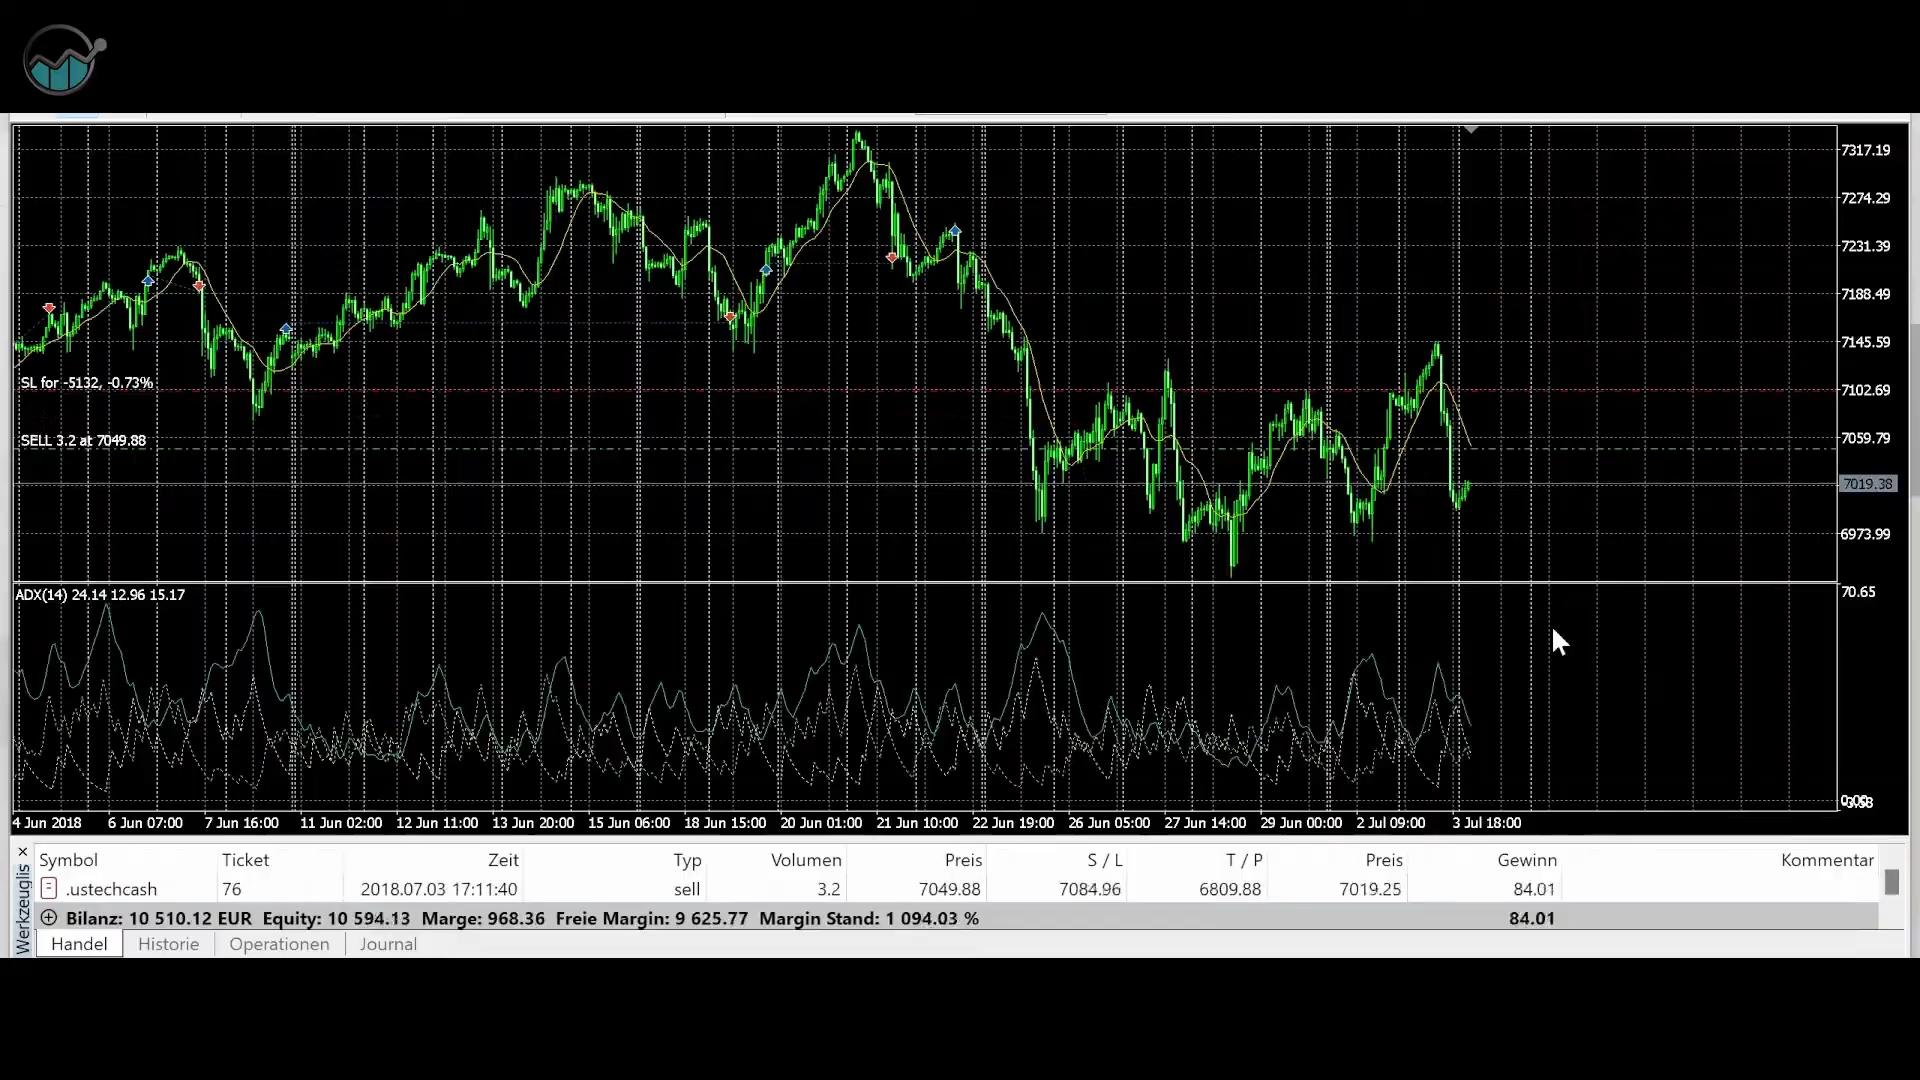 7317.19
7274.29
7231.39
7188.49
7145.59
SL for -5132, -0.73%
7102.69
SELL 3.2 at 7049.88
7059.79
7019.38
6973.99
ADX(14) 24.14 12.96 15.17
70.65
4 Jun 2018 6 Jun 07:00 7 Jun 16:00 11 Jun 02:00 12 Jun 11:00 13 Jun 20:00 15 Jun 06:00 18 Jun 15:00 20 Jun 01:00 21 Jun 10:00 22 Jun 19:00 26 Jun 05:00 27 Jun 14:00 29 Jun 00:00 2 Jul 09:00 3 Jul 18:00
Symbol Ticket Zeit Typ Volumen Preis S / L T / P Preis Gewinn Kommentar
.ustechcash 76 2018.07.03 17:11:40 sell 3.2 7049.88 7084.96 6809.88 7019.25 84.01
Bilanz: 10 510.12 EUR Equity: 10 594.13 Marge: 968.36 Freie Margin: 9 625.77 Margin Stand: 1 094.03 % 84.01
Handel Historie Operationen Journal
Werkzeuglis